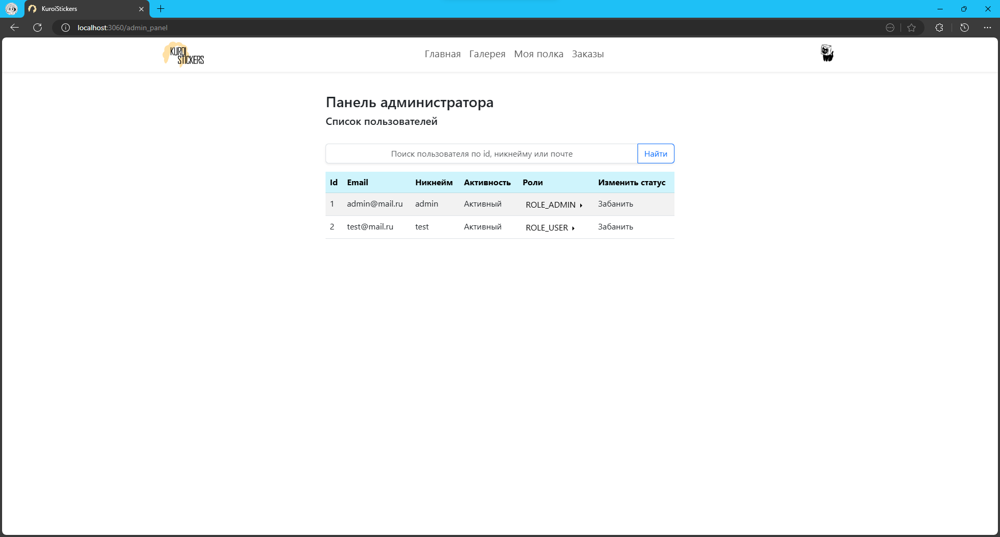 KuroiStickers
localhost:3060/admin_panel
KUROI
STICKERS
Главная Галерея Моя полка Заказы
Панель администратора
Список пользователей
Поиск пользователя по id, никнейму или почте Найти
Id Email Никнейм Активность Роли Изменить статус
1 admin@mail.ru admin Активный ROLE_ADMIN Забанить
2 test@mail.ru test Активный ROLE_USER Забанить